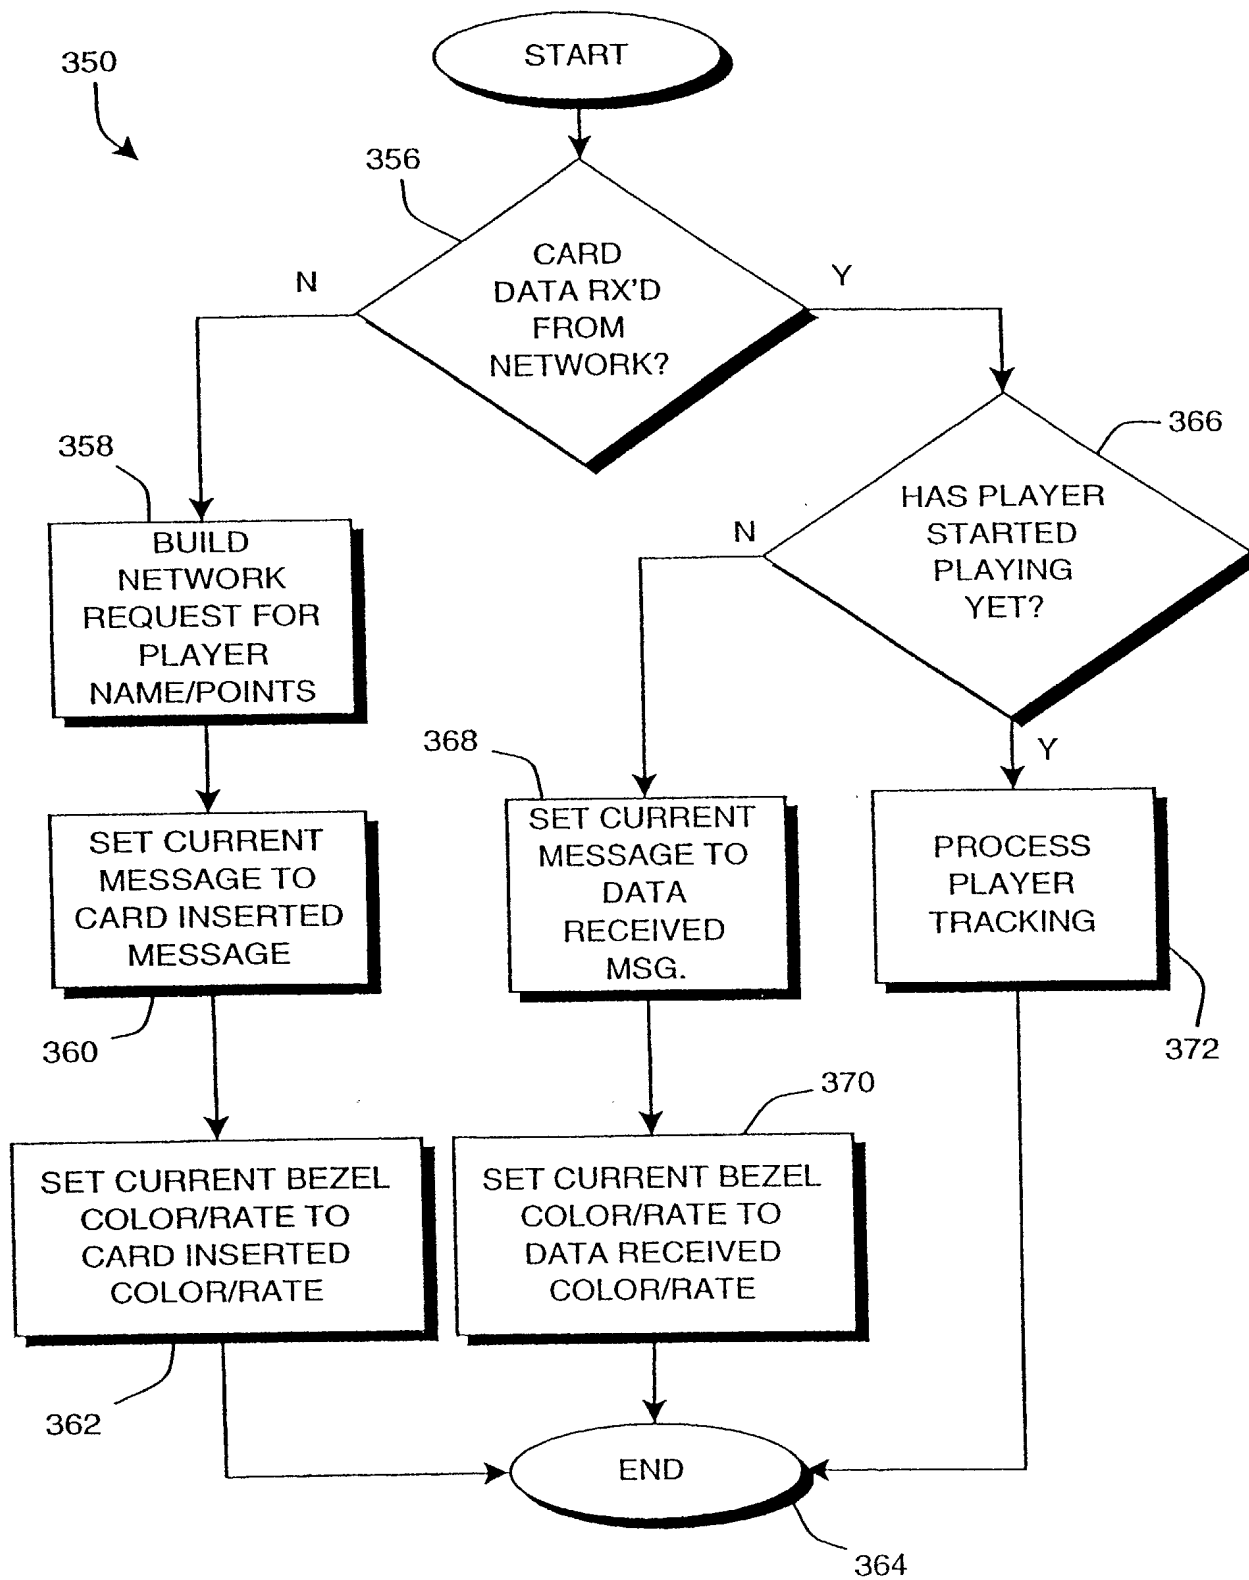 START
350
356
CARD
DATA RX'D
FROM
NETWORK?
N
Y
358
BUILD
NETWORK
REQUEST FOR
PLAYER
NAME/POINTS
366
HAS PLAYER
STARTED
PLAYING
YET?
N
Y
368
SET CURRENT
MESSAGE TO
CARD INSERTED
MESSAGE
360
SET CURRENT
MESSAGE TO
DATA
RECEIVED
MSG.
PROCESS
PLAYER
TRACKING
372
370
SET CURRENT BEZEL
COLOR/RATE TO
CARD INSERTED
COLOR/RATE
362
SET CURRENT BEZEL
COLOR/RATE TO
DATA RECEIVED
COLOR/RATE
END
364